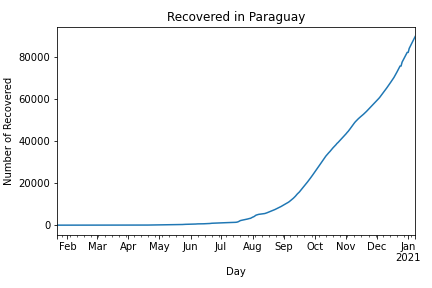 Recovered in Paraguay
Number of Recovered
80000
60000
40000
20000
0
Feb Mar Apr May Jun Jul Aug Sep Oct Nov Dec Jan
2021
Day